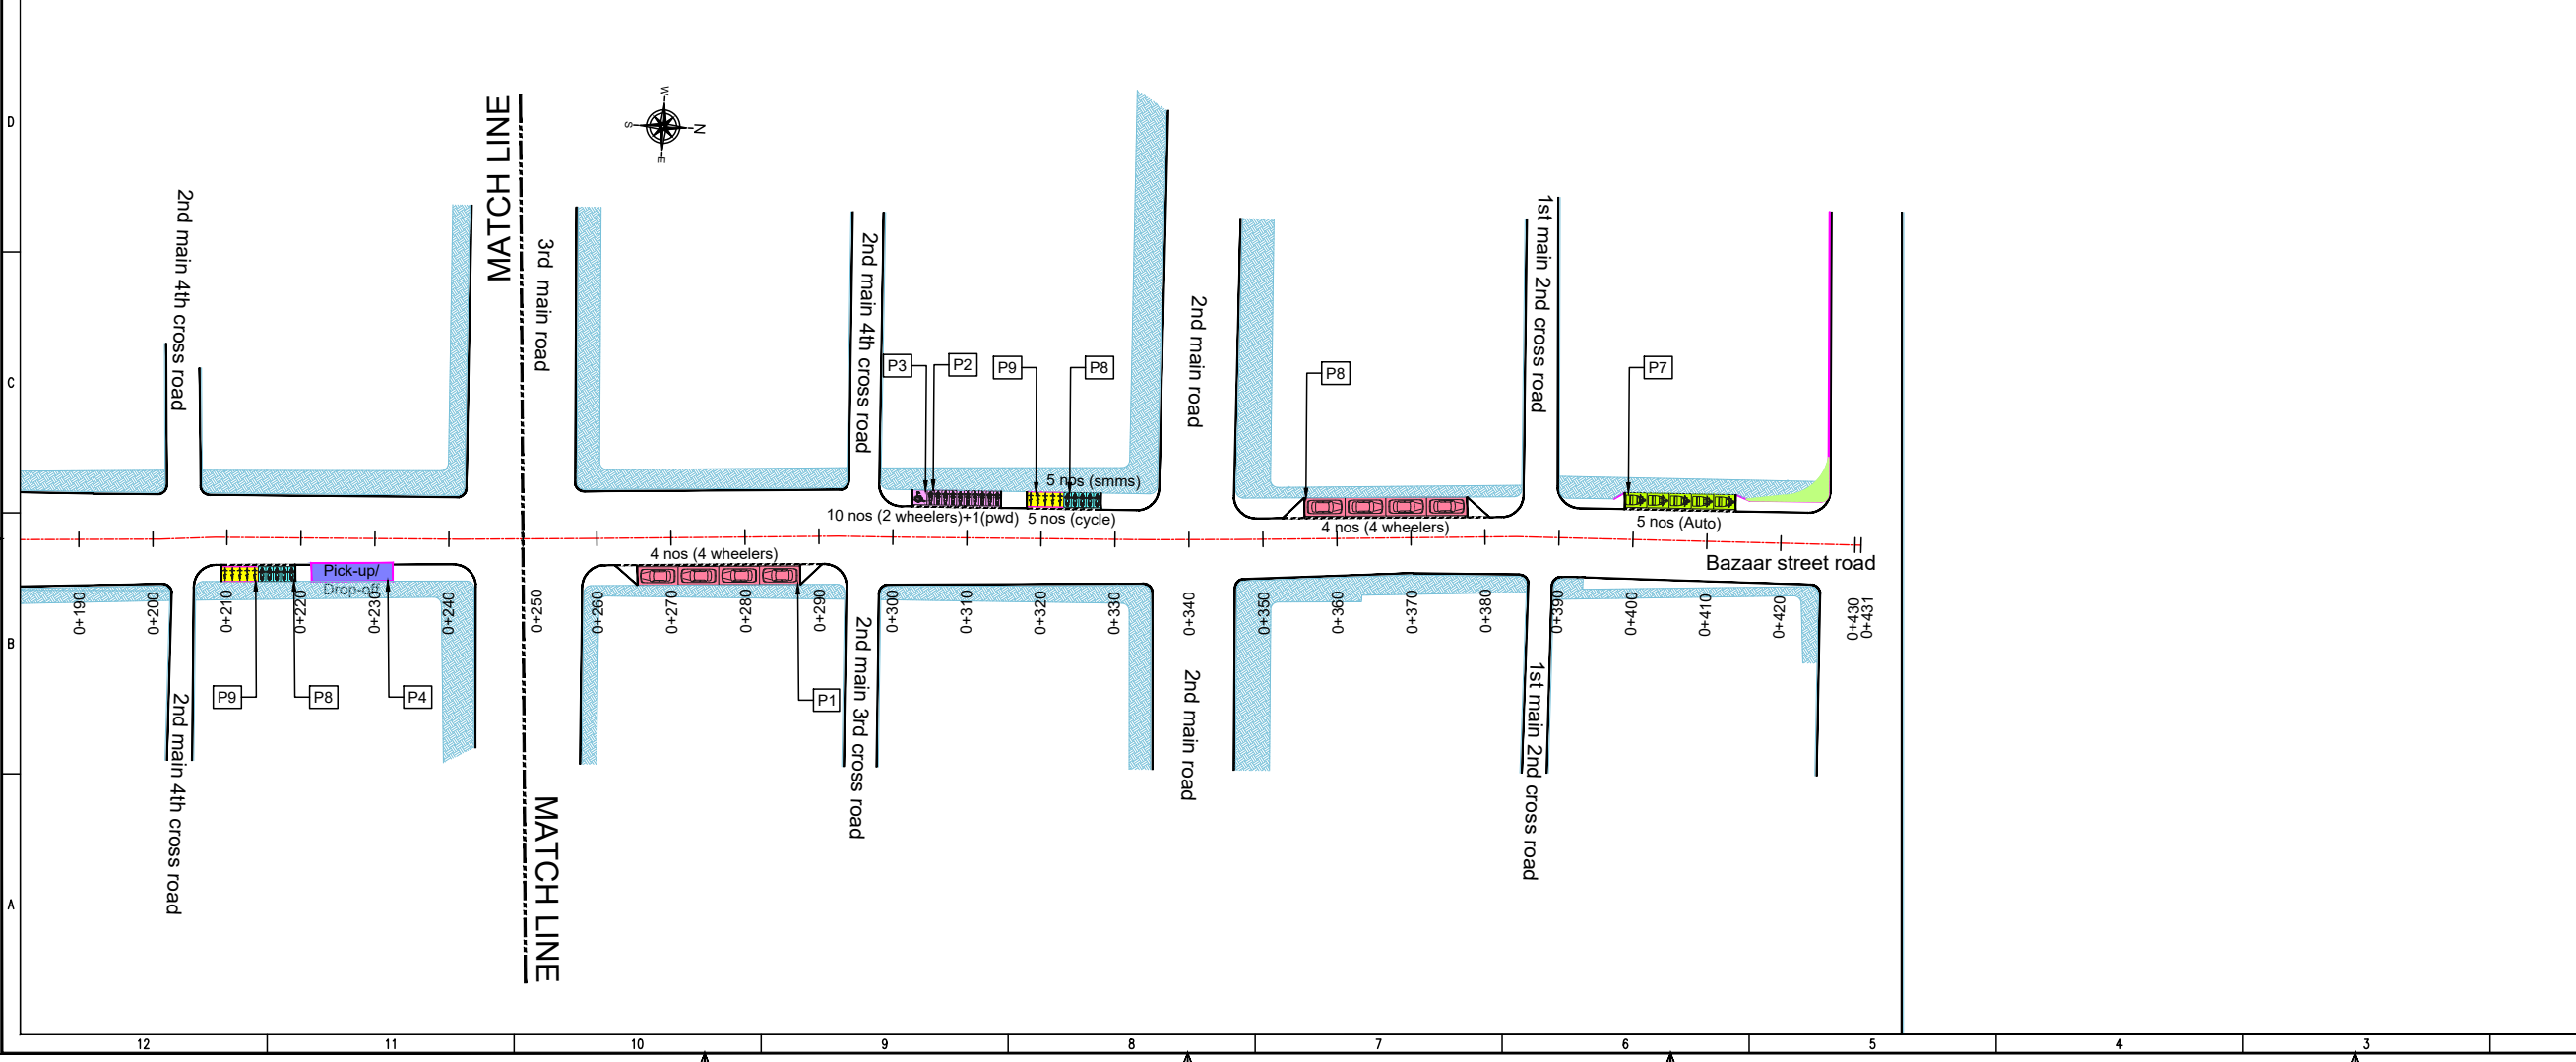 D
C
B
A
MATCH LINE
W
S
N
E
2nd main 4th cross road
3rd main road
2nd main 4th cross road
2nd main road
1st main 2nd cross road
P3
P2
P9
P8
P8
P7
5 nos (smms)
10 nos (2 wheelers)+1(pwd)
5 nos (cycle)
4 nos (4 wheelers)
5 nos (Auto)
4 nos (4 wheelers)
Bazaar street road
Pick-up/
Drop-off
0+190
0+200
0+210
0+220
0+230
0+240
0+250
0+260
0+270
0+280
0+290
0+300
0+310
0+320
0+330
0+340
0+350
0+360
0+370
0+380
0+390
0+400
0+410
0+420
0+430
0+431
P9
P8
P4
P1
2nd main 4th cross road
2nd main 3rd cross road
2nd main road
1st main 2nd cross road
MATCH LINE
12
11
10
9
8
7
6
5
4
3